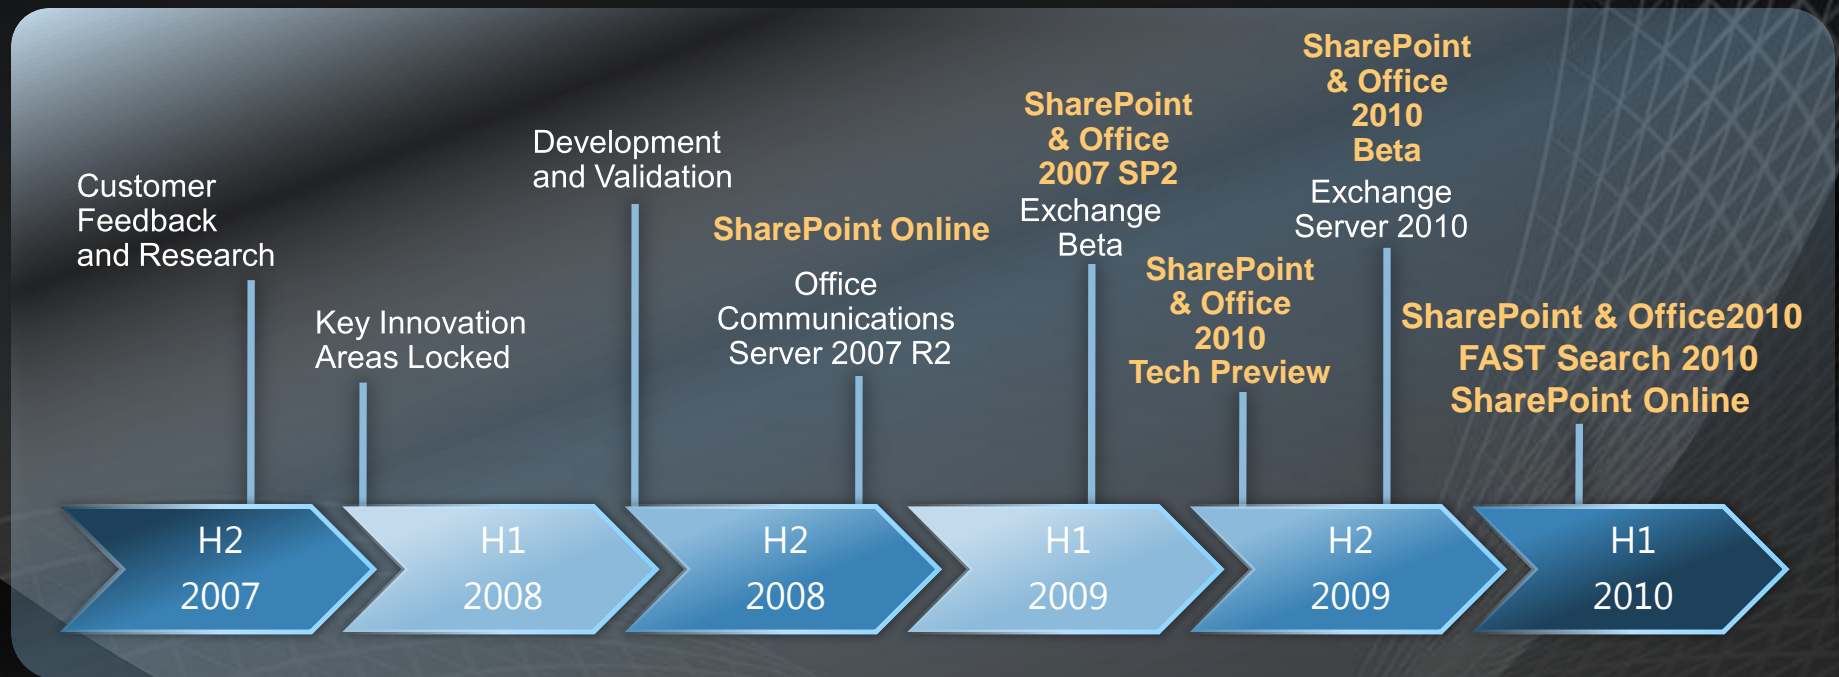 Customer
Feedback
and Research
Key Innovation
Areas Locked
Development
and Validation
SharePoint Online
Office
Communications
Server 2007 R2
SharePoint
& Office
2007 SP2
Exchange
Beta
SharePoint
& Office
2010
Tech Preview
SharePoint
& Office
2010
Beta
Exchange
Server 2010
SharePoint & Office2010
FAST Search 2010
SharePoint Online
H2
2007
H1
2008
H2
2008
H1
2009
H2
2009
H1
2010